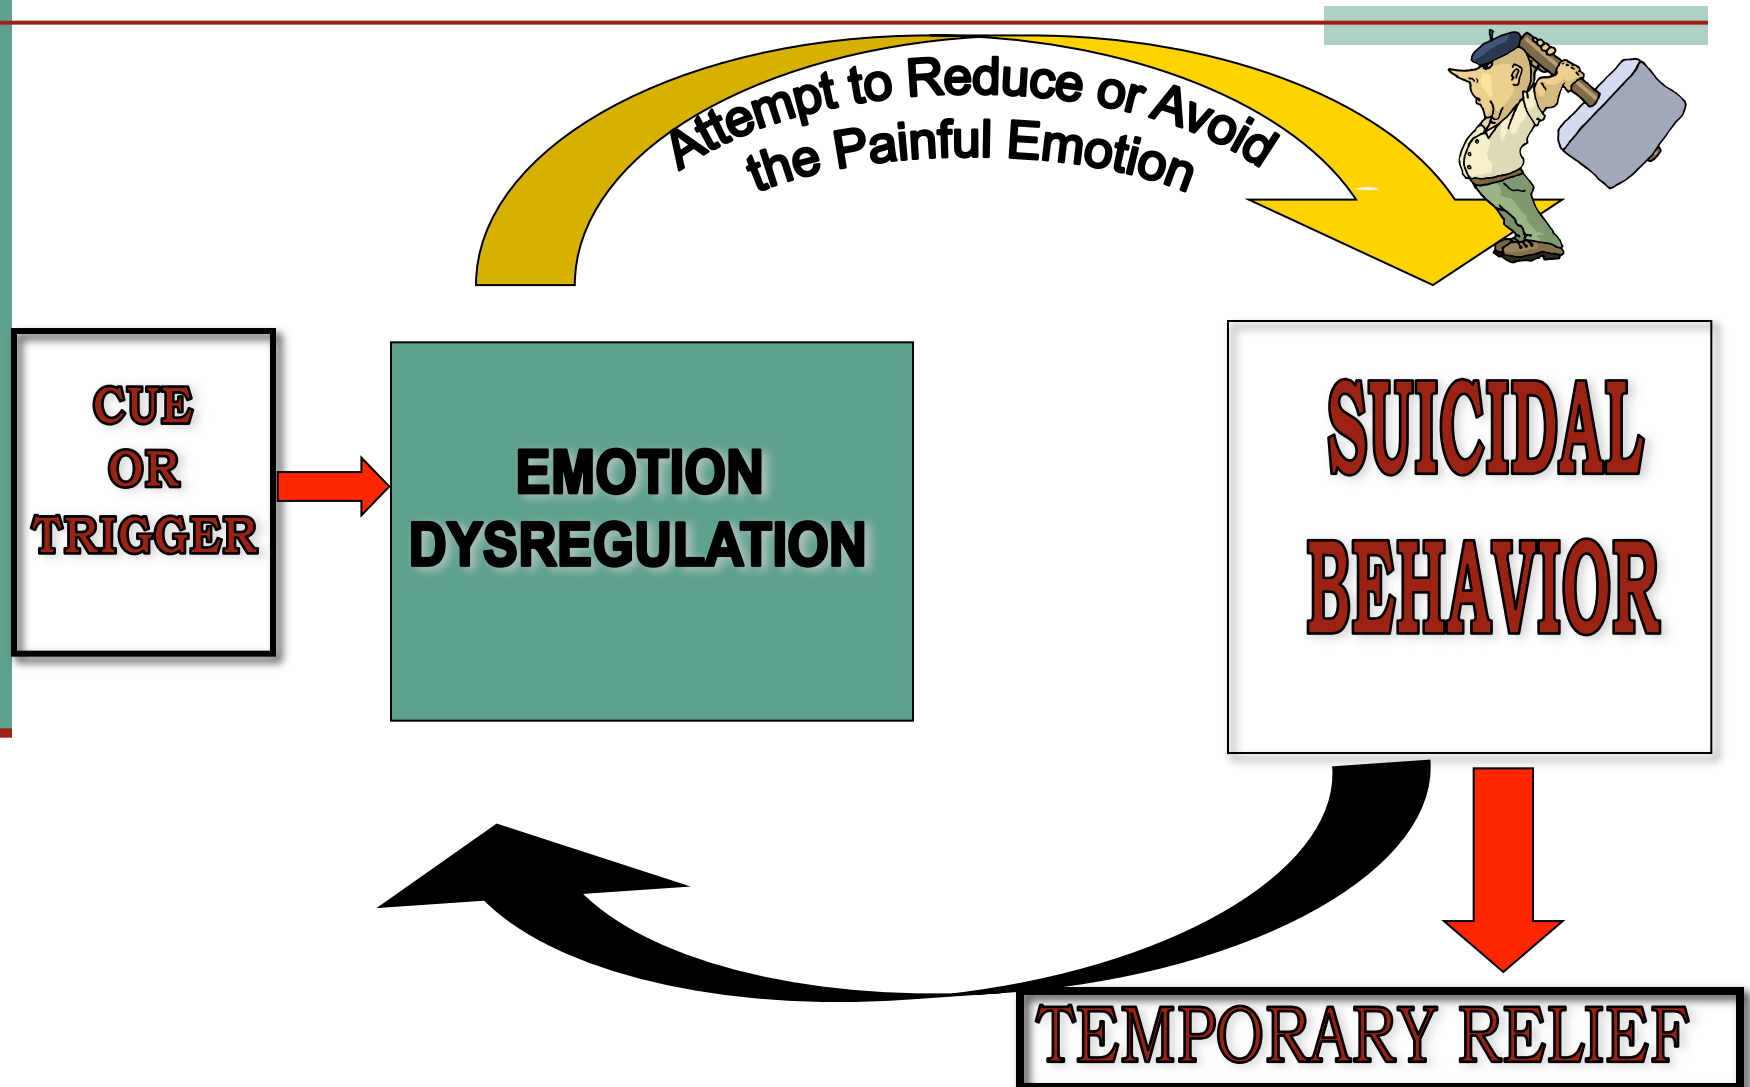 Attempt to Reduce or Avoid
the Painful Emotion
CUE
OR
TRIGGER
EMOTION
DYSREGULATION
SUICIDAL
BEHAVIOR
TEMPORARY RELIEF